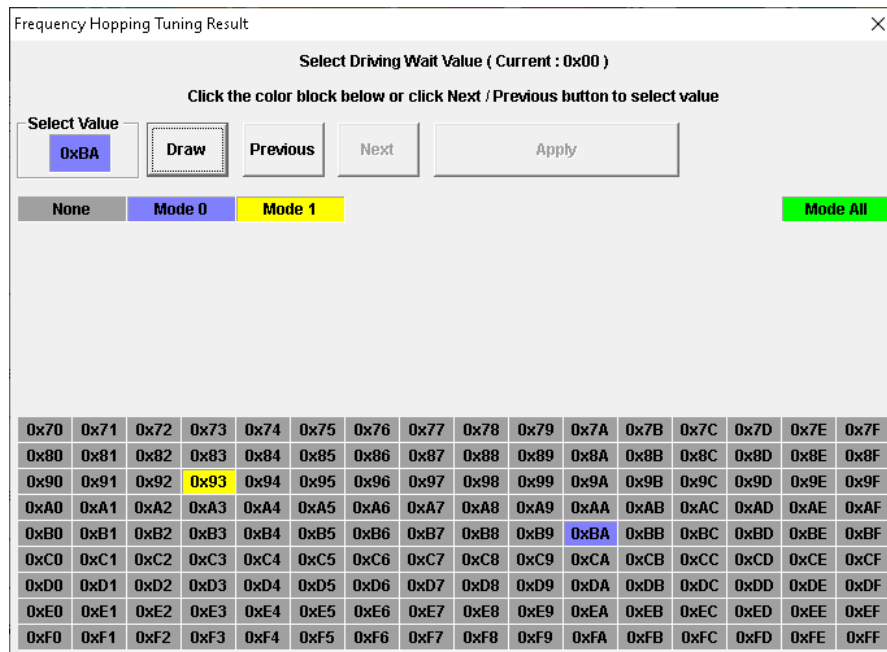 Frequency Hopping Tuning Result
Select Driving Wait Value ( Current : 0x00 )
Click the color block below or click Next / Previous button to select value
Select Value
0xBA Draw Previous Next Apply
None Mode 0 Mode 1 Mode All
0x70 0x71 0x72 0x73 0x74 0x75 0x76 0x77 0x78 0x79 0x7A 0x7B 0x7C 0x7D 0x7E 0x7F
0x80 0x81 0x82 0x83 0x84 0x85 0x86 0x87 0x88 0x89 0x8A 0x8B 0x8C 0x8D 0x8E 0x8F
0x90 0x91 0x92 0x93 0x94 0x95 0x96 0x97 0x98 0x99 0x9A 0x9B 0x9C 0x9D 0x9E 0x9F
0xA0 0xA1 0xA2 0xA3 0xA4 0xA5 0xA6 0xA7 0xA8 0xA9 0xAA 0xAB 0xAC 0xAD 0xAE 0xAF
0xB0 0xB1 0xB2 0xB3 0xB4 0xB5 0xB6 0xB7 0xB8 0xB9 0xBA 0xBB 0xBC 0xBD 0xBE 0xBF
0xC0 0xC1 0xC2 0xC3 0xC4 0xC5 0xC6 0xC7 0xC8 0xC9 0xCA 0xCB 0xCC 0xCD 0xCE 0xCF
0xD0 0xD1 0xD2 0xD3 0xD4 0xD5 0xD6 0xD7 0xD8 0xD9 0xDA 0xDB 0xDC 0xDD 0xDE 0xDF
0xE0 0xE1 0xE2 0xE3 0xE4 0xE5 0xE6 0xE7 0xE8 0xE9 0xEA 0xEB 0xEC 0xED 0xEE 0xEF
0xF0 0xF1 0xF2 0xF3 0xF4 0xF5 0xF6 0xF7 0xF8 0xF9 0xFA 0xFB 0xFC 0xFD 0xFE 0xFF